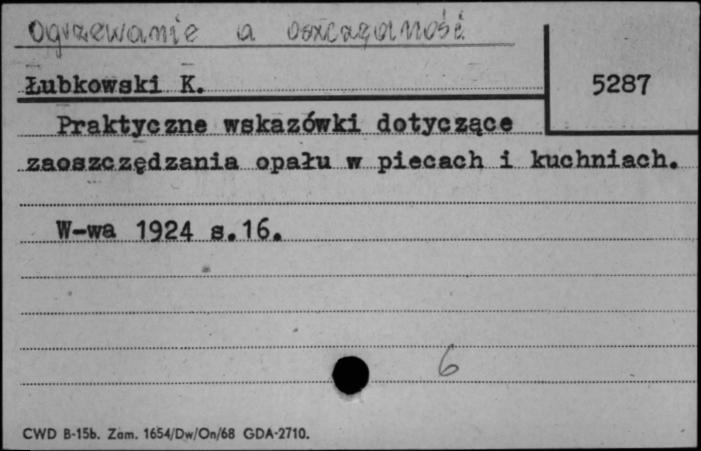 Ogrzewanie a oszczędność
Łubkowski K.
5287
Praktyczne wskazówki dotyczące
zaoszczędzania opału w piecach i kuchniach.
W-wa 1924 s.16.
6
CWD B-15b. Zam. 1654/Dw/On/68 GDA-2710.